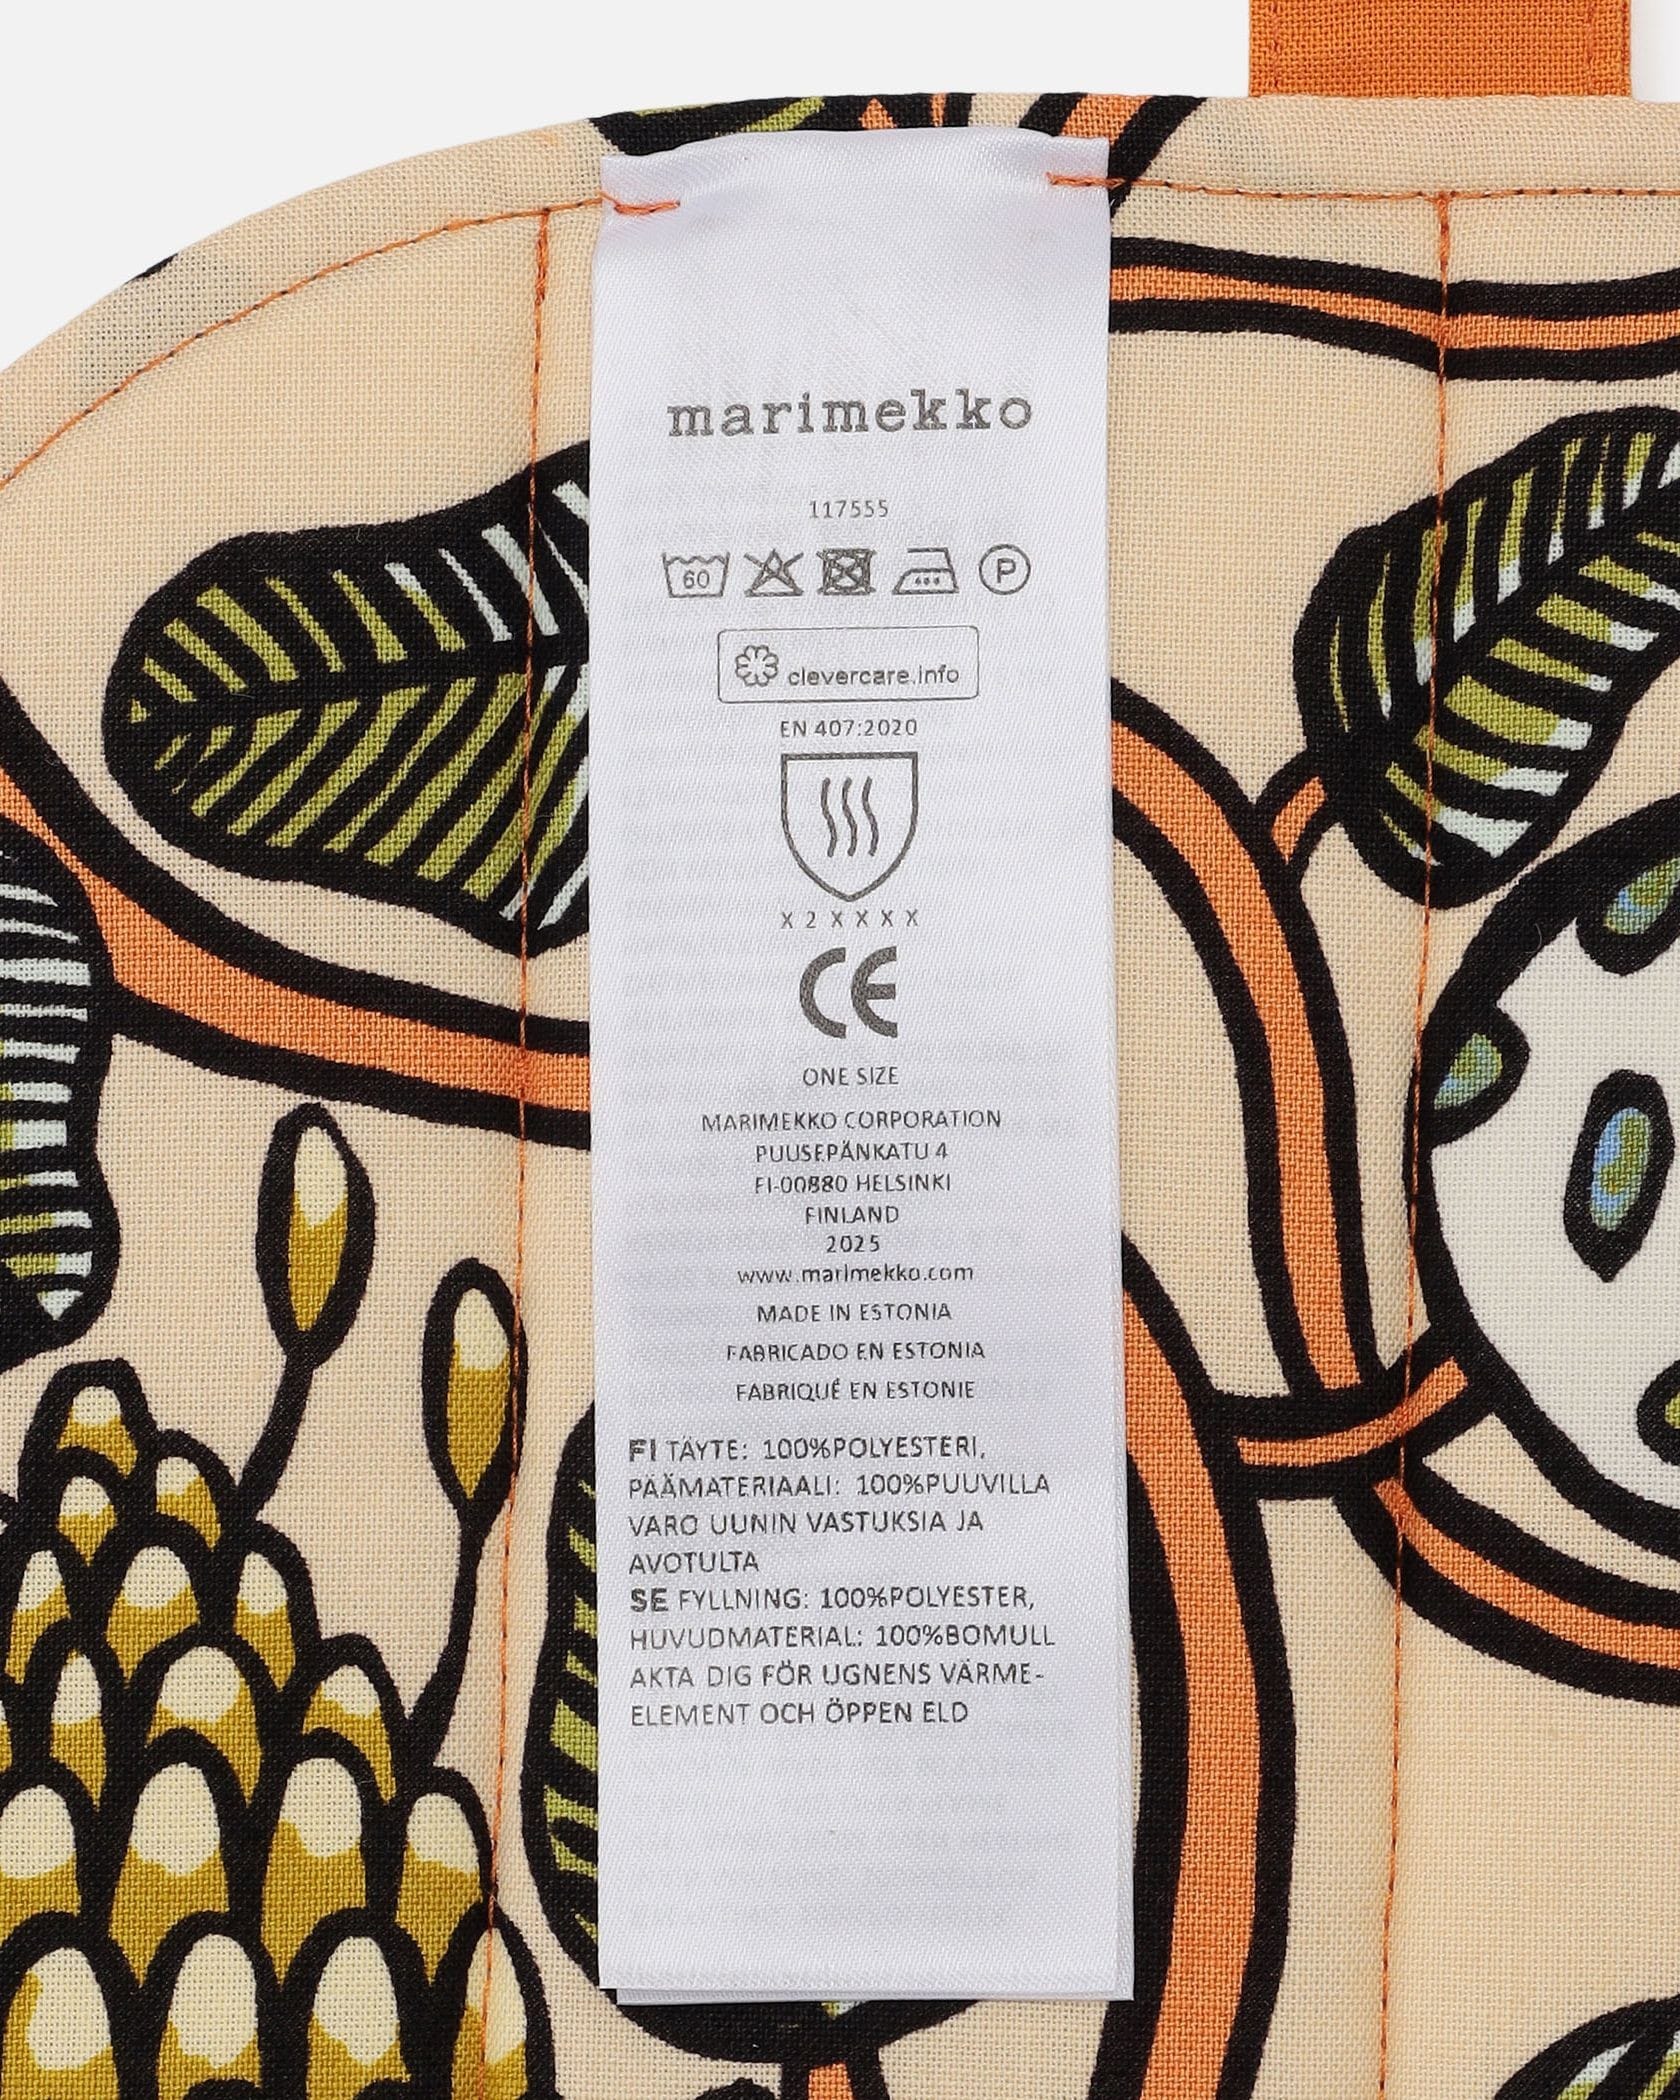 marimekko
117555
60 P
clevercare.info
EN 407:2020
X 2 X X X X
CE
ONE SIZE
MARIMEKKO CORPORATION
PUUSEPÄNKATU 4
FI-00880 HELSINKI
FINLAND
2025
www.marimekko.com
MADE IN ESTONIA
FABRICADO EN ESTONIA
FABRIQUÉ EN ESTONIE
FI TÄYTE: 100%POLYESTERI,
PÄÄMATERIAALI: 100%PUUVILLA
VARO UUNIN VASTUKSIA JA
AVOTULTA
SE FYLLNING: 100%POLYESTER,
HUVUDMATERIAL: 100%BOMULL
AKTA DIG FÖR UGNENS VÄRME-
ELEMENT OCH ÖPPEN ELD